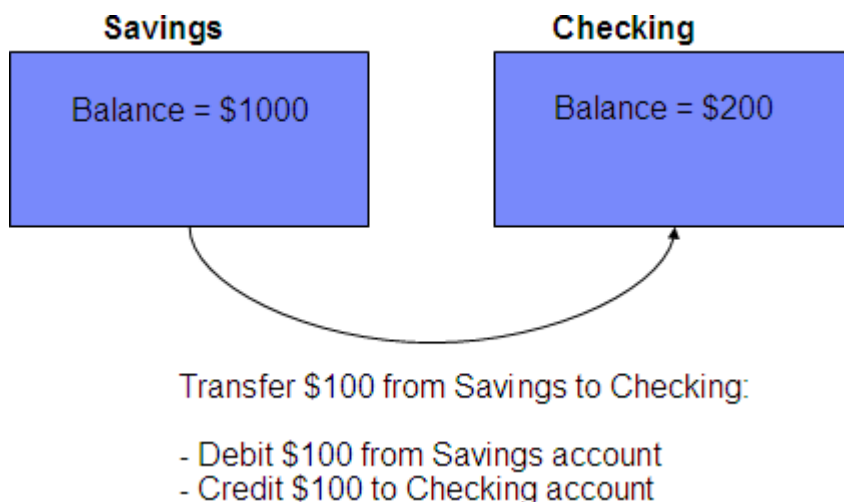 Savings
Checking
Balance = $1000
Balance = $200
Transfer $100 from Savings to Checking:
- Debit $100 from Savings account
- Credit $100 to Checking account